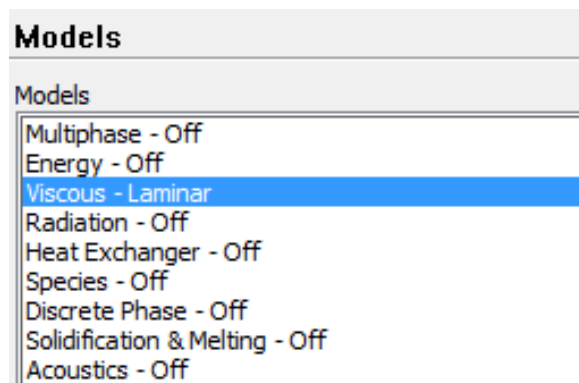 Models
Models
Multiphase - Off
Energy - Off
Viscous - Laminar
Radiation - Off
Heat Exchanger - Off
Species - Off
Discrete Phase - Off
Solidification & Melting - Off
Acoustics - Off